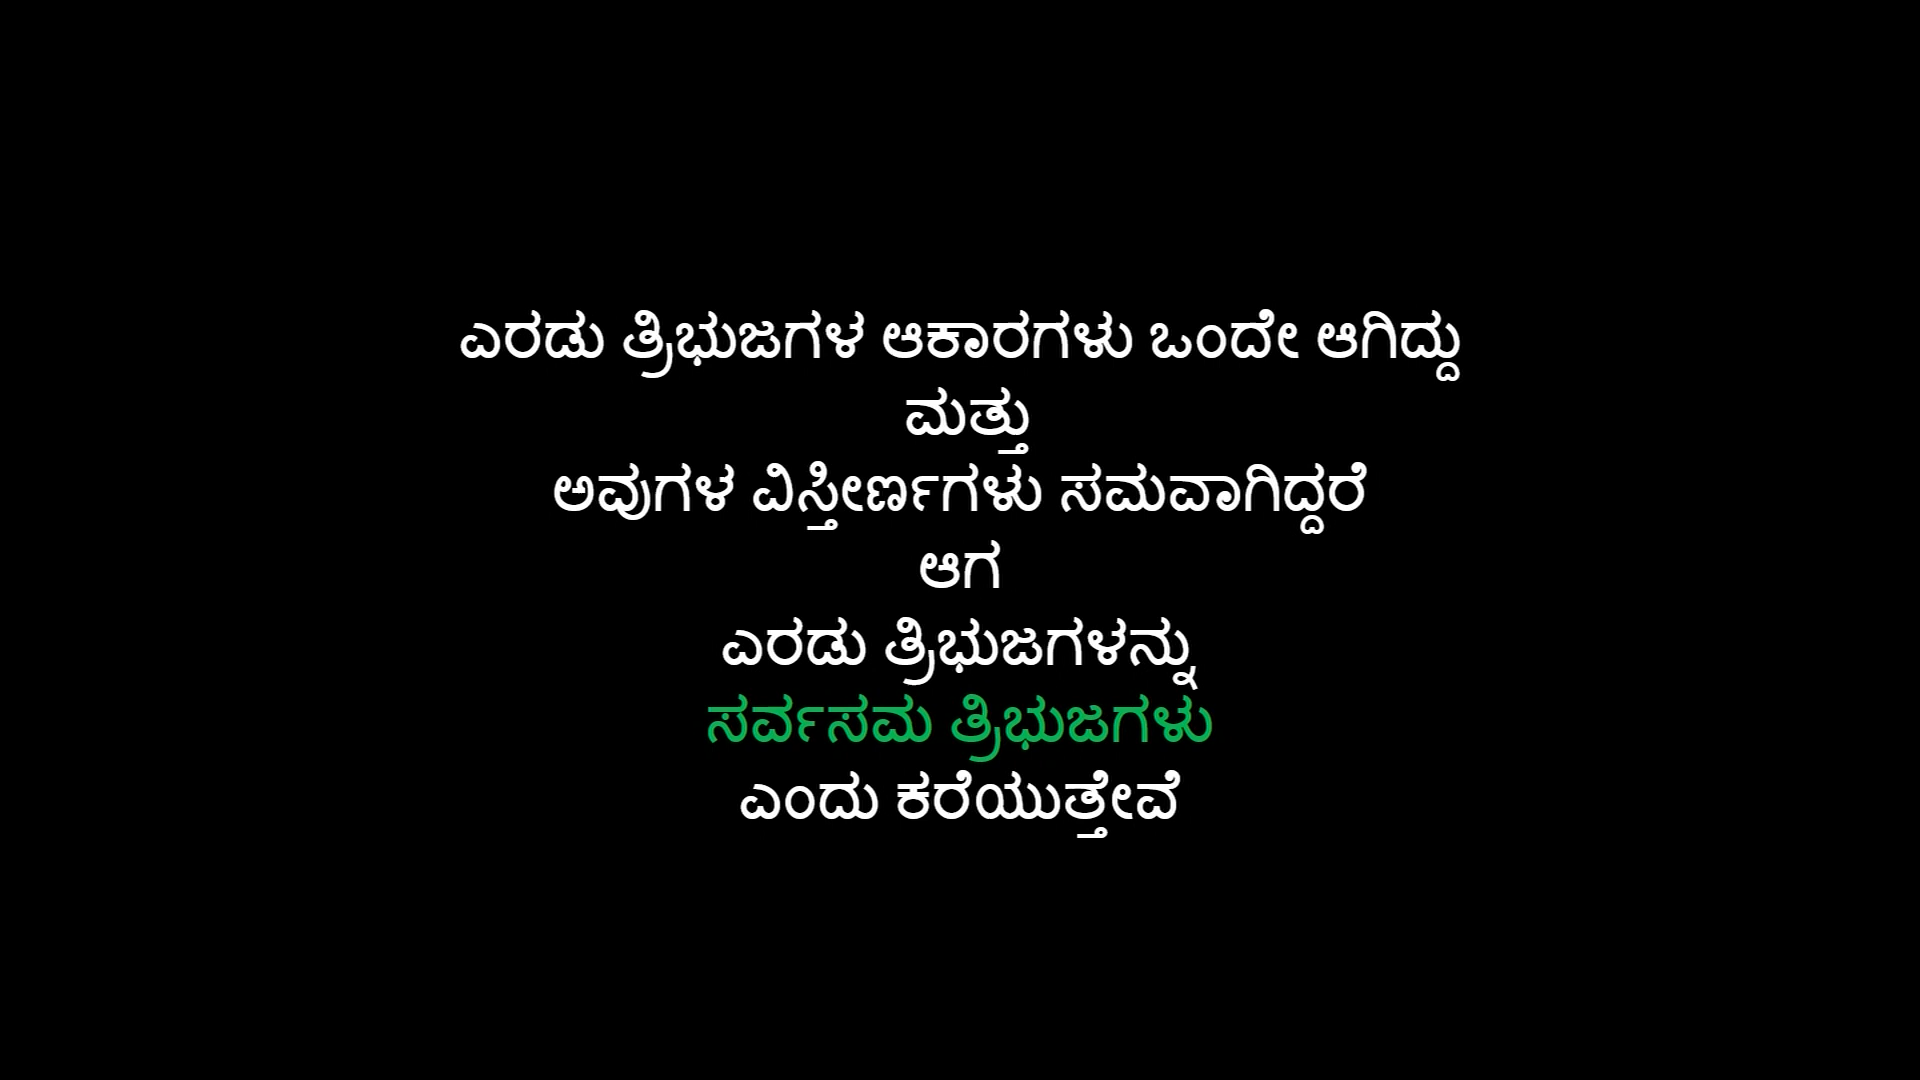 ಎರಡು ತ್ರಿಭುಜಗಳ ಆಕಾರಗಳು ಒಂದೇ ಆಗಿದ್ದು
ಮತ್ತು
ಅವುಗಳ ವಿಸ್ತೀರ್ಣಗಳು ಸಮವಾಗಿದ್ದರೆ
ಆಗ
ಎರಡು ತ್ರಿಭುಜಗಳನ್ನು
ಸರ್ವಸಮ ತ್ರಿಭುಜಗಳು
ಎಂದು ಕರೆಯುತ್ತೇವೆ